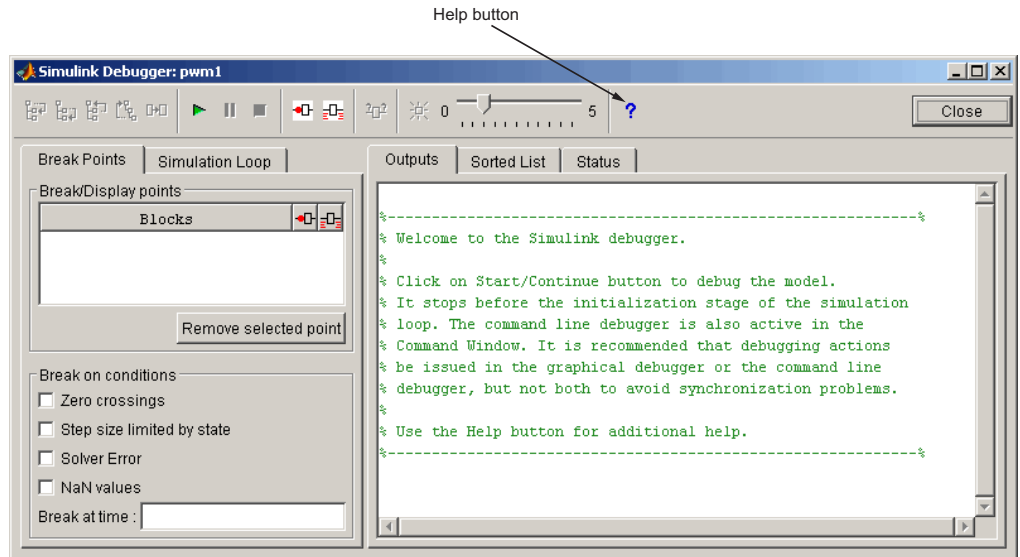 Help button
Simulink Debugger: pwm1
0 5 ? Close
Break Points Simulation Loop
Outputs Sorted List Status
Break/Display points
Blocks
Remove selected point
Break on conditions
Zero crossings
Step size limited by state
Solver Error
NaN values
Break at time :
%------------------------------------------------------------%
% Welcome to the Simulink debugger.
%
% Click on Start/Continue button to debug the model.
% It stops before the initialization stage of the simulation
% loop. The command line debugger is also active in the
% Command Window. It is recommended that debugging actions
% be issued in the graphical debugger or the command line
% debugger, but not both to avoid synchronization problems.
%
% Use the Help button for additional help.
%------------------------------------------------------------%